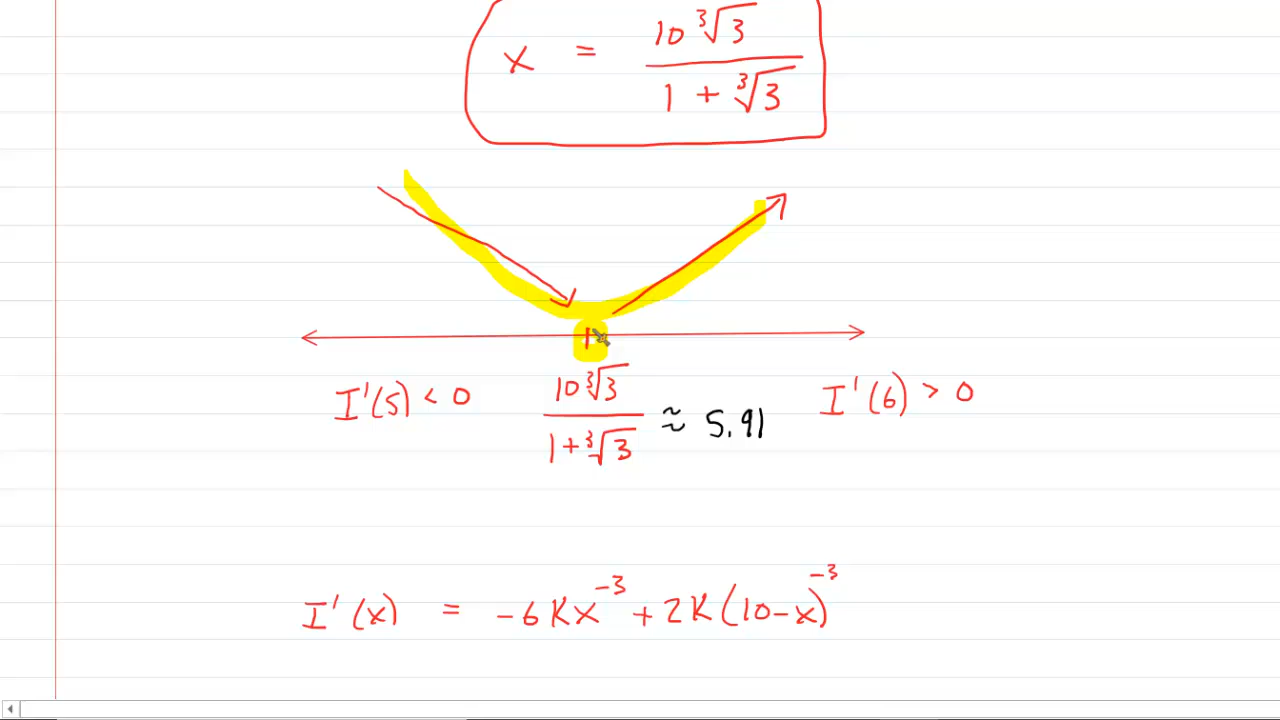 x = 10∛3 / (1 + ∛3)
I'(5) < 0
10∛3 / (1+∛3) ≈ 5.91
I'(6) > 0
I'(x) = -6Kx⁻³ + 2K(10-x)⁻³